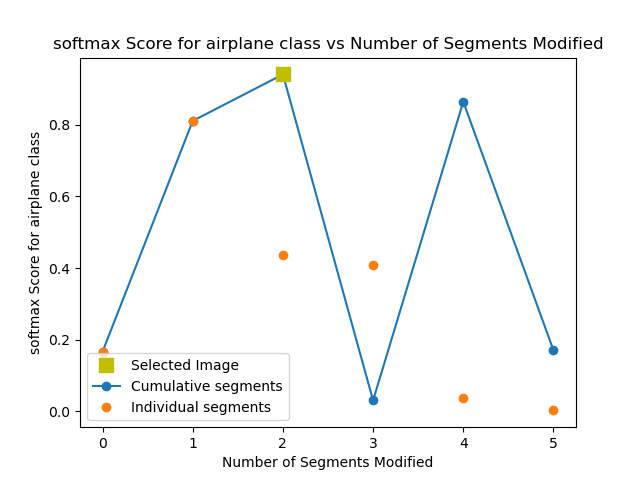 softmax Score for airplane class vs Number of Segments Modified
softmax Score for airplane class
0.8
0.6
0.4
0.2
0.0
Selected Image
Cumulative segments
Individual segments
0 1 2 3 4 5
Number of Segments Modified